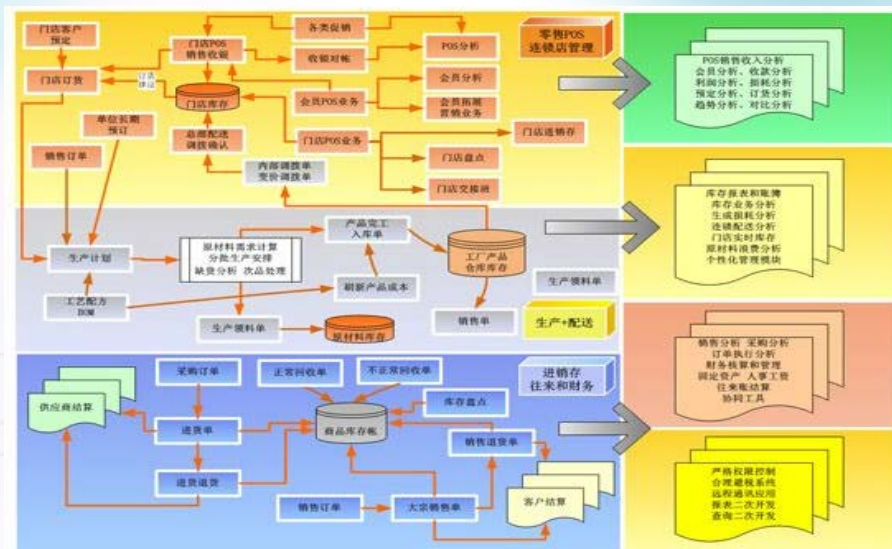 门店客户
预定
门店POS
销售收银
各类促销
零售POS
连锁店管理
收银对帐
POS分析
门店订货
订货
建议
会员分析
门店库存
会员POS业务
会员拓展
营销业务
单位长期
预订
总部配送
调拨确认
门店POS业务
门店进销存
销售订单
内部调拨单
变价调拨单
门店盘点
门店交接班
产品完工
入库单
生产计划
原材料需求计算
分批生产安排
缺货分析 次品处理
工厂产品
仓库库存
生产领料单
刷新产品成本
工艺配方
BOM
生产领料单
原材料库存
销售单
生产+配送
采购订单
正常回收单
不正常回收单
进销存
往来和财务
供应商结算
库存盘点
进货单
商品库存帐
销售退货单
进货退货
销售订单
大宗销售单
客户结算
POS销售收入分析
会员分析、收款分析
利润分析、损耗分析
预定分析、订货分析
趋势分析、对比分析
库存报表和账簿
库存业务分析
生成损耗分析
连锁配送分析
门店实时库存
原材料浪费分析
个性化管理模块
销售分析 采购分析
订单执行分析
财务核算和管理
固定资产 人事工资
往来账结算
协同工具
严格权限控制
合理避税系统
远程通讯应用
报表二次开发
查询二次开发